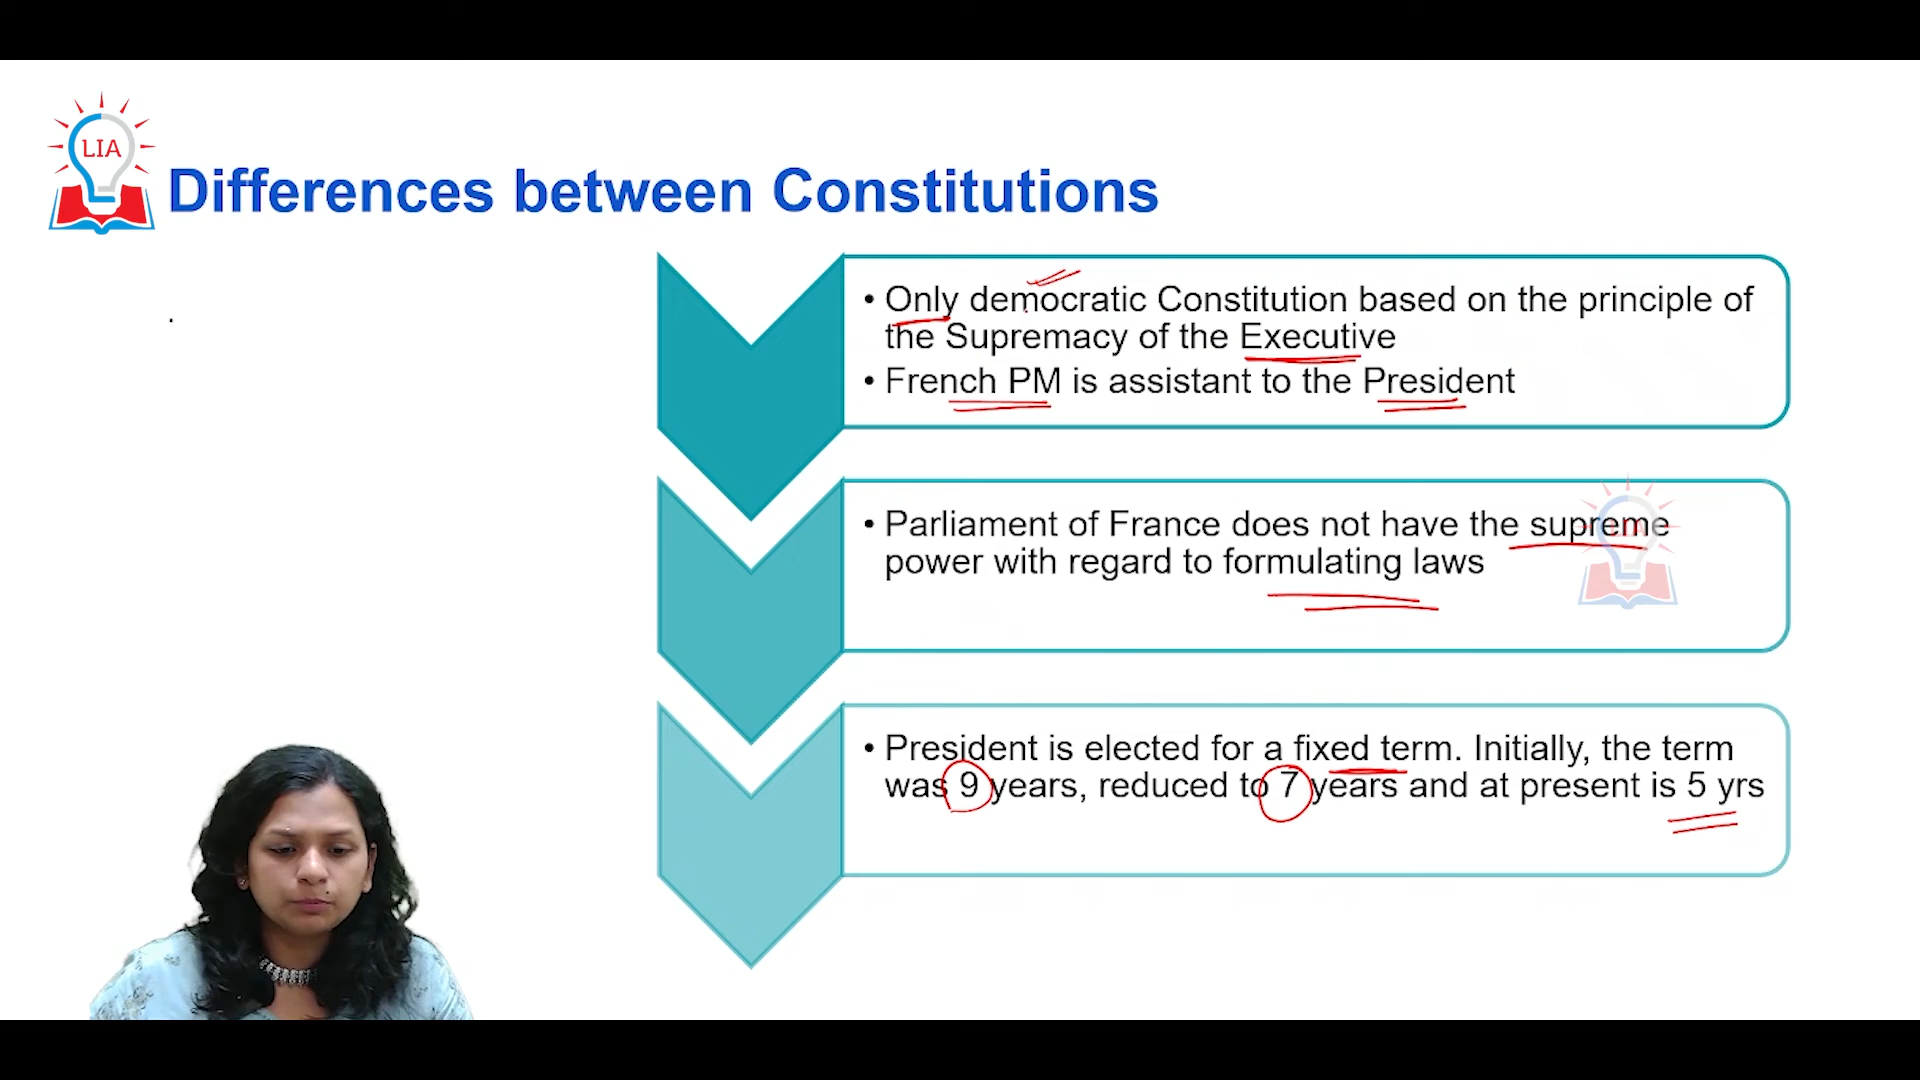 LIA
Differences between Constitutions
• Only democratic Constitution based on the principle of
the Supremacy of the Executive
• French PM is assistant to the President
• Parliament of France does not have the supreme
power with regard to formulating laws
LIA
• President is elected for a fixed term. Initially, the term
was 9 years, reduced to 7 years and at present is 5 yrs